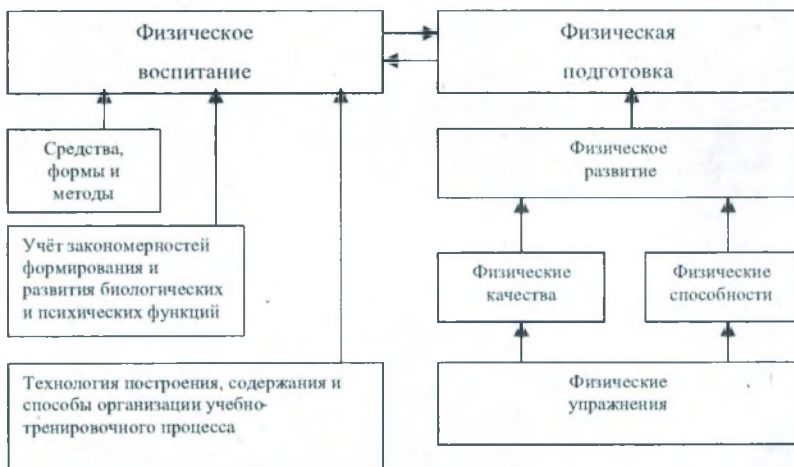 Физическое
воспитание
Физическая
подготовка
Средства,
формы и
методы
Физическое
развитие
Учёт закономерностей
формирования и
развития биологических
и психических функций
Физические
качества
Физические
способности
Технология построения, содержания и
способы организации учебно-
тренировочного процесса
Физические
упражнения